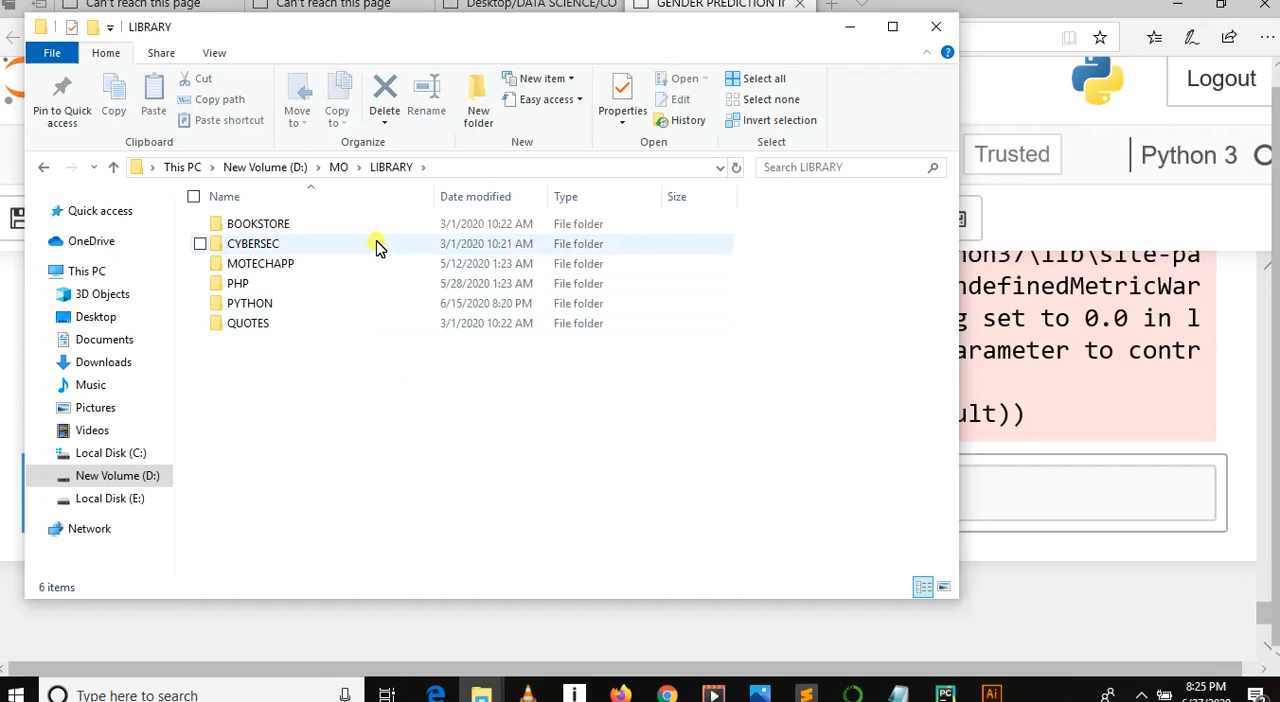 Can't reach this page
Can't reach this page
Desktop/DATA SCIENCE/CO
GENDER PREDICTION I
LIBRARY
File
Home
Share
View
Pin to Quick access
Copy
Paste
Cut
Copy path
Paste shortcut
Clipboard
Move to
Copy to
Delete
Rename
Organize
New folder
New item
Easy access
New
Properties
Open
Edit
History
Open
Select all
Select none
Invert selection
Select
Logout
Trusted
Python 3
This PC > New Volume (D:) > MO > LIBRARY >
Search LIBRARY
Name Date modified Type Size
BOOKSTORE 3/1/2020 10:22 AM File folder
CYBERSEC 3/1/2020 10:21 AM File folder
MOTECHAPP 5/12/2020 1:23 AM File folder
PHP 5/28/2020 1:23 AM File folder
PYTHON 6/15/2020 8:20 PM File folder
QUOTES 3/1/2020 10:22 AM File folder
Quick access
OneDrive
This PC
3D Objects
Desktop
Documents
Downloads
Music
Pictures
Videos
Local Disk (C:)
New Volume (D:)
Local Disk (E:)
Network
6 items
hon37\lib\site-pa
ndefinedMetricWar
g set to 0.0 in l
arameter to contr
ult))
Type here to search
8:25 PM
6/27/2020